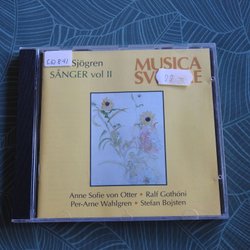 Sjögren
SÅNGER vol II
MUSICA
Anne Sofie von Otter • Ralf Gothóni
Per-Arne Wahlgren • Stefan Bojsten